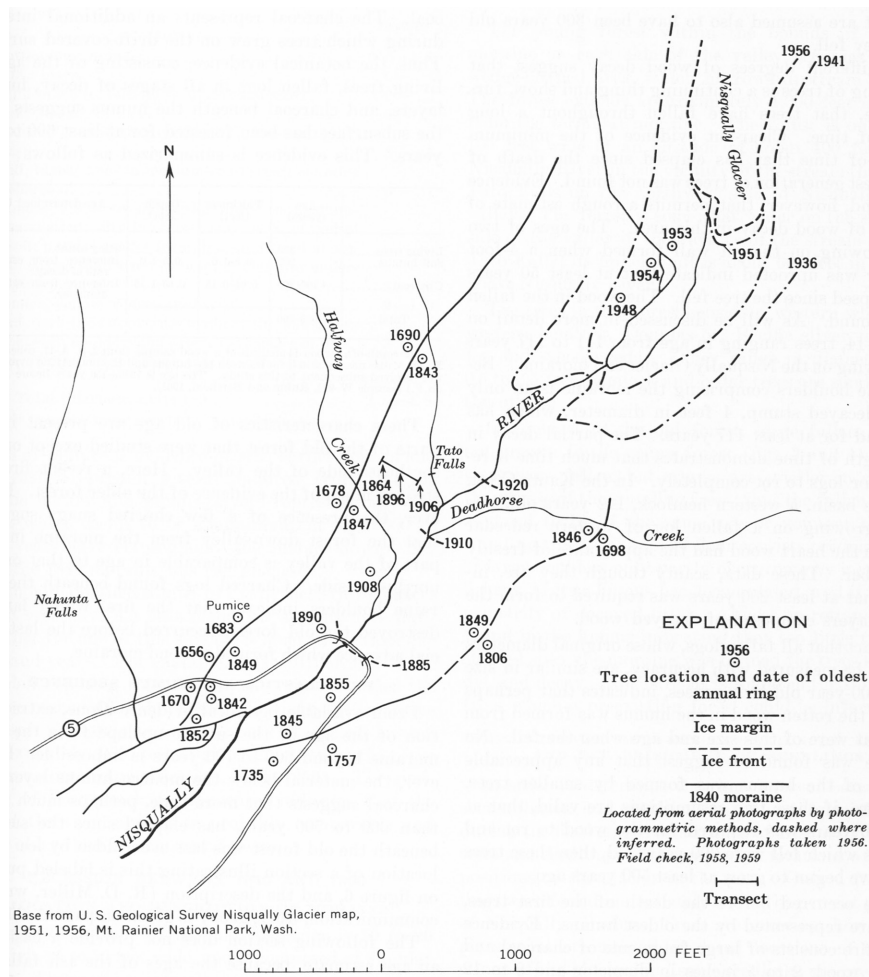 1956
1941
Nisqually Glacier
N
1953
1954
1951
1936
1948
Halfway
1690
1843
RIVER
Creek
Tato
Falls
1864
1896
1906
1920
1678
1847
Deadhorse
1910
1846
1698
Creek
1908
Nahunta
Falls
Pumice
1683
1890
1849
1806
1656
1849
1885
1670
1842
1855
5
1852
1845
1757
1735
NISQUALLY
EXPLANATION
1956
Tree location and date of oldest
annual ring
Ice margin
Ice front
1840 moraine
Located from aerial photographs by photo-
grammetric methods, dashed where
inferred. Photographs taken 1956.
Field check, 1958, 1959
Transect
Base from U. S. Geological Survey Nisqually Glacier map,
1951, 1956, Mt. Rainier National Park, Wash.
1000 0 1000 2000 FEET